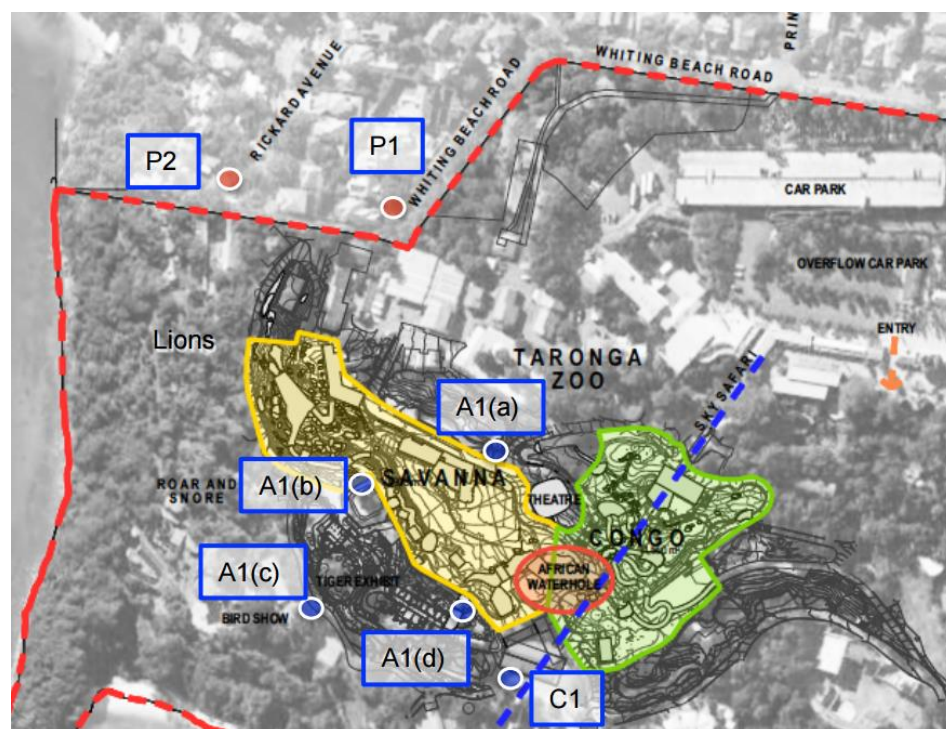 PRIN
WHITING BEACH ROAD
RICKARD AVENUE
P2
P1
WHITING BEACH ROAD
CAR PARK
OVERFLOW CAR PARK
ENTRY
Lions
TARONGA
ZOO
SKY SAFARI
A1(a)
ROAR AND
SNORE
A1(b)
SAVANNA
THEATRE
CONGO
A1(c)
TIGER EXHIBIT
AFRICAN
WATERHOLE
BIRD SHOW
A1(d)
C1